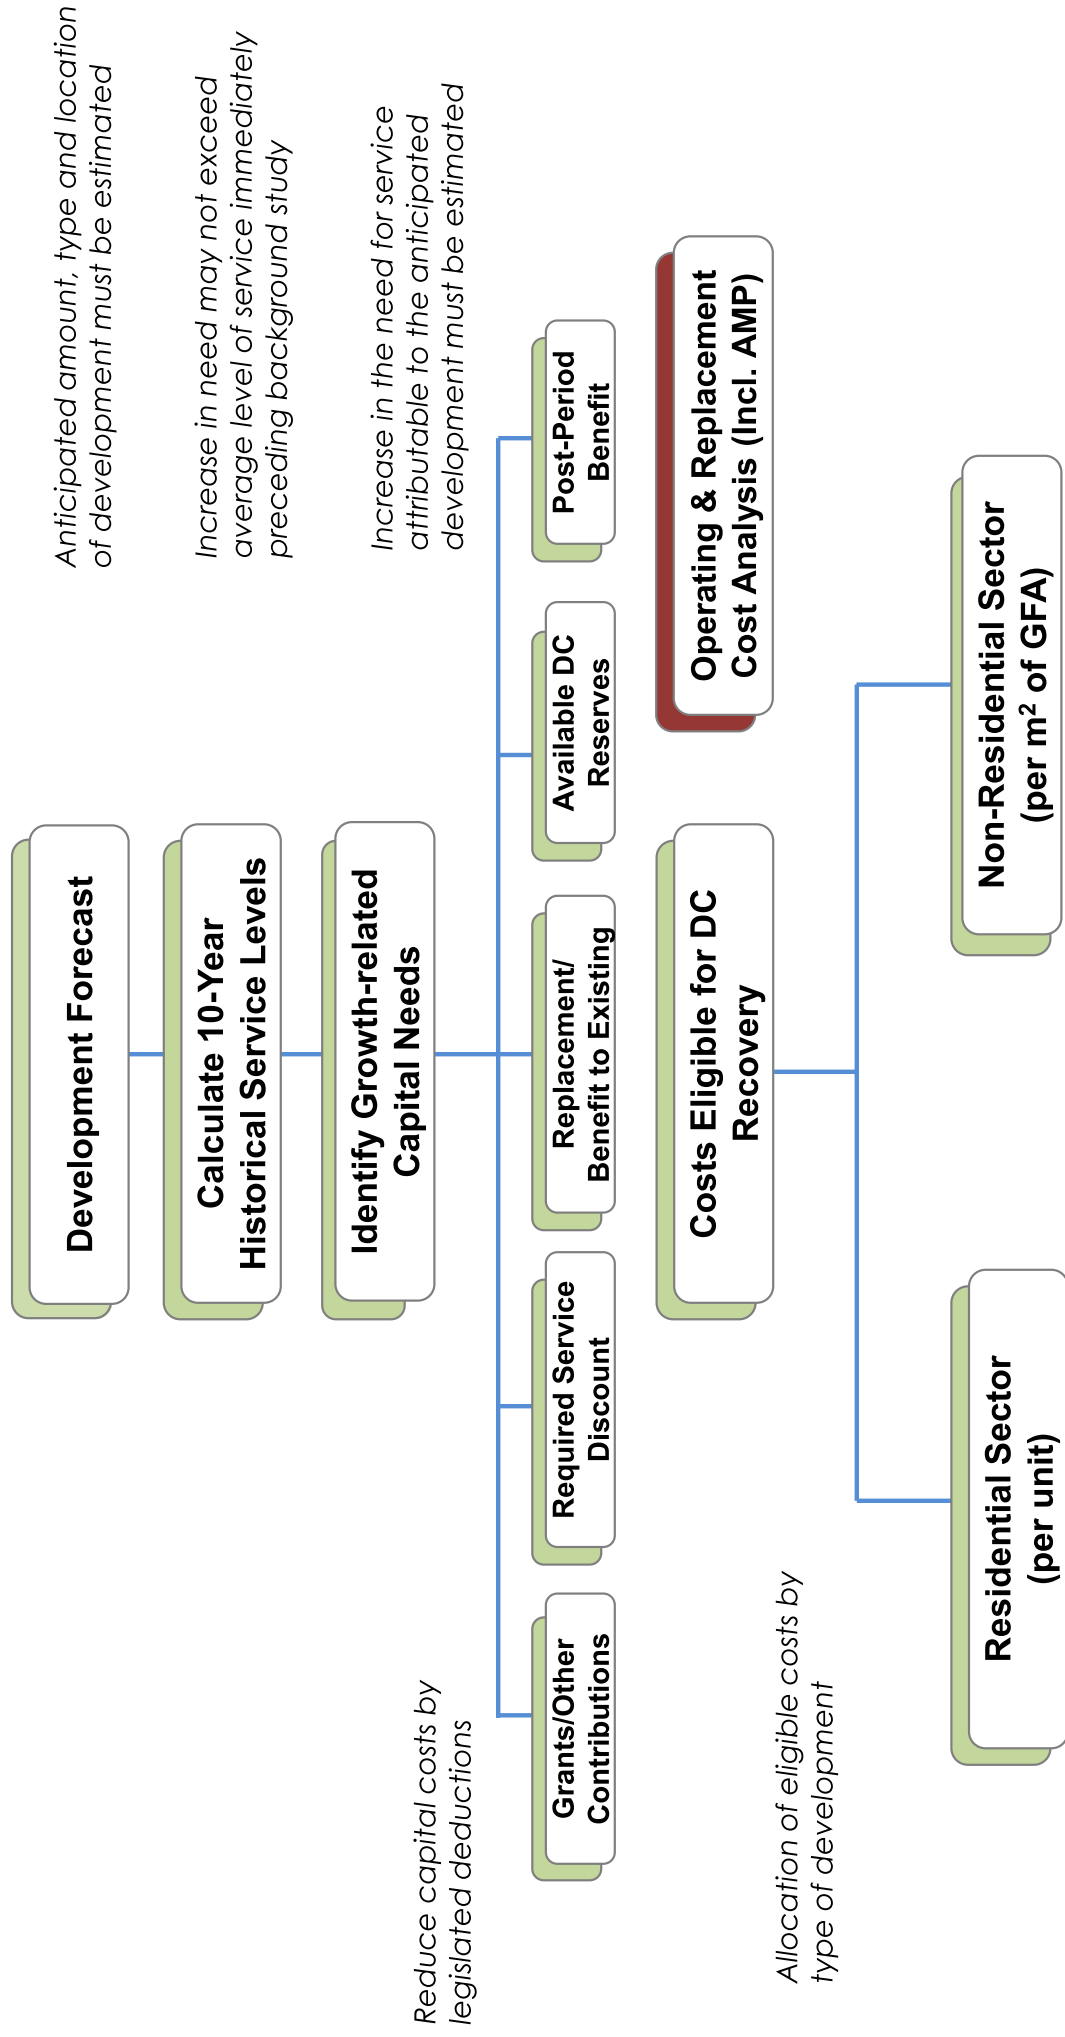 Development Forecast
Anticipated amount, type and location
of development must be estimated
Calculate 10-Year
Historical Service Levels
Increase in need may not exceed
average level of service immediately
preceding background study
Identify Growth-related
Capital Needs
Increase in the need for service
attributable to the anticipated
development must be estimated
Reduce capital costs by
legislated deductions
Grants/Other
Contributions
Required Service
Discount
Replacement/
Benefit to Existing
Available DC
Reserves
Post-Period
Benefit
Costs Eligible for DC
Recovery
Operating & Replacement
Cost Analysis (Incl. AMP)
Allocation of eligible costs by
type of development
Residential Sector
(per unit)
Non-Residential Sector
(per m² of GFA)